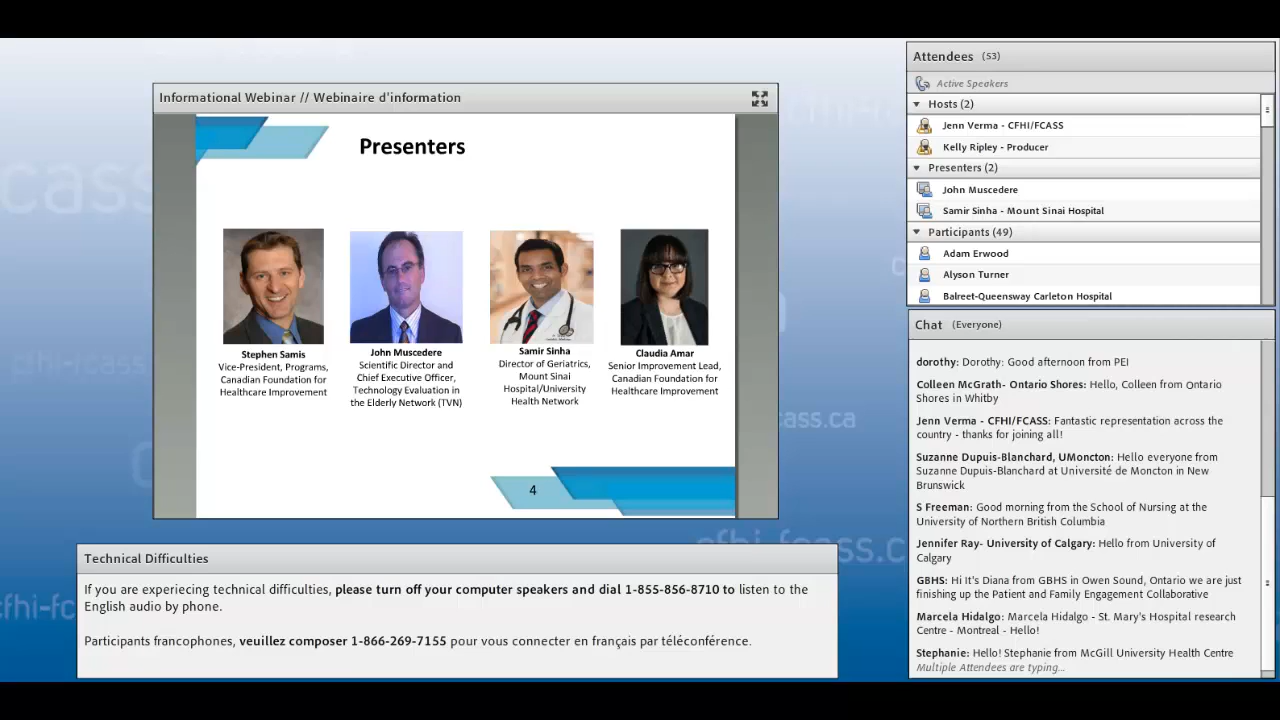 Informational Webinar // Webinaire d'information
Presenters
Stephen Samis
Vice-President, Programs,
Canadian Foundation for
Healthcare Improvement
John Muscedere
Scientific Director and
Chief Executive Officer,
Technology Evaluation in
the Elderly Network (TVN)
Samir Sinha
Director of Geriatrics,
Mount Sinai
Hospital/University
Health Network
Claudia Amar
Senior Improvement Lead,
Canadian Foundation for
Healthcare Improvement
4
Technical Difficulties
If you are experiecing technical difficulties, please turn off your computer speakers and dial 1-855-856-8710 to listen to the
English audio by phone.
Participants francophones, veuillez composer 1-866-269-7155 pour vous connecter en français par téléconférence.
Attendees (53)
Active Speakers
Hosts (2)
Jenn Verma - CFHI/FCASS
Kelly Ripley - Producer
Presenters (2)
John Muscedere
Samir Sinha - Mount Sinai Hospital
Participants (49)
Adam Erwood
Alyson Turner
Balreet-Queensway Carleton Hospital
Chat (Everyone)
dorothy: Dorothy: Good afternoon from PEI
Colleen McGrath- Ontario Shores: Hello, Colleen from Ontario
Shores in Whitby
Jenn Verma - CFHI/FCASS: Fantastic representation across the
country - thanks for joining all!
Suzanne Dupuis-Blanchard, UMoncton: Hello everyone from
Suzanne Dupuis-Blanchard at Université de Moncton in New
Brunswick
S Freeman: Good morning from the School of Nursing at the
University of Northern British Columbia
Jennifer Ray- University of Calgary: Hello from University of
Calgary
GBHS: Hi It's Diana from GBHS in Owen Sound, Ontario we are just
finishing up the Patient and Family Engagement Collaborative
Marcela Hidalgo: Marcela Hidalgo - St. Mary's Hospital research
Centre - Montreal - Hello!
Stephanie: Hello! Stephanie from McGill University Health Centre
Multiple Attendees are typing...
cass
cass.ca
cfhi-fcass.c
cfhi-fc